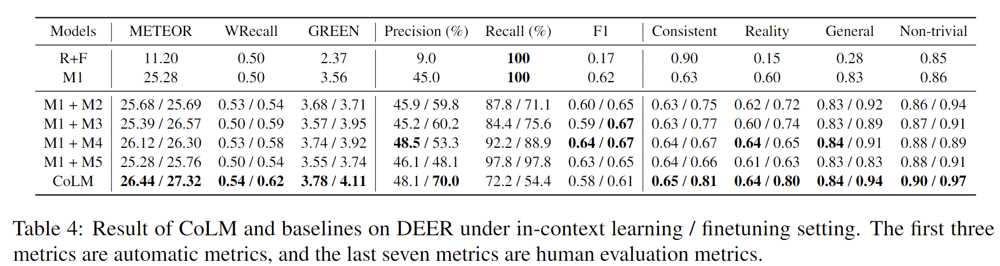 Models METEOR WRecall GREEN Precision (%) Recall (%) F1 Consistent Reality General Non-trivial
R+F 11.20 0.50 2.37 9.0 100 0.17 0.90 0.15 0.28 0.85
M1 25.28 0.50 3.56 45.0 100 0.62 0.63 0.60 0.83 0.86
M1 + M2 25.68 / 25.69 0.53 / 0.54 3.68 / 3.71 45.9 / 59.8 87.8 / 71.1 0.60 / 0.65 0.63 / 0.75 0.62 / 0.72 0.83 / 0.92 0.86 / 0.94
M1 + M3 25.39 / 26.57 0.50 / 0.59 3.57 / 3.95 45.2 / 60.2 84.4 / 75.6 0.59 / 0.67 0.63 / 0.77 0.60 / 0.74 0.83 / 0.89 0.87 / 0.91
M1 + M4 26.12 / 26.30 0.53 / 0.58 3.74 / 3.92 48.5 / 53.3 92.2 / 88.9 0.64 / 0.67 0.64 / 0.67 0.64 / 0.65 0.84 / 0.91 0.88 / 0.89
M1 + M5 25.28 / 25.76 0.50 / 0.54 3.55 / 3.74 46.1 / 48.1 97.8 / 97.8 0.63 / 0.65 0.64 / 0.66 0.61 / 0.63 0.83 / 0.83 0.88 / 0.91
CoLM 26.44 / 27.32 0.54 / 0.62 3.78 / 4.11 48.1 / 70.0 72.2 / 54.4 0.58 / 0.61 0.65 / 0.81 0.64 / 0.80 0.84 / 0.94 0.90 / 0.97
Table 4: Result of CoLM and baselines on DEER under in-context learning / finetuning setting. The first three
metrics are automatic metrics, and the last seven metrics are human evaluation metrics.